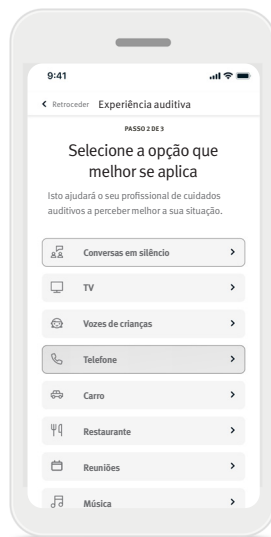 9:41
Retroceder Experiência auditiva
PASSO 2 DE 3
Selecione a opção que
melhor se aplica
Isto ajudará o seu profissional de cuidados
auditivos a perceber melhor a sua situação.
Conversas em silêncio
TV
Vozes de crianças
Telefone
Carro
Restaurante
Reuniões
Música